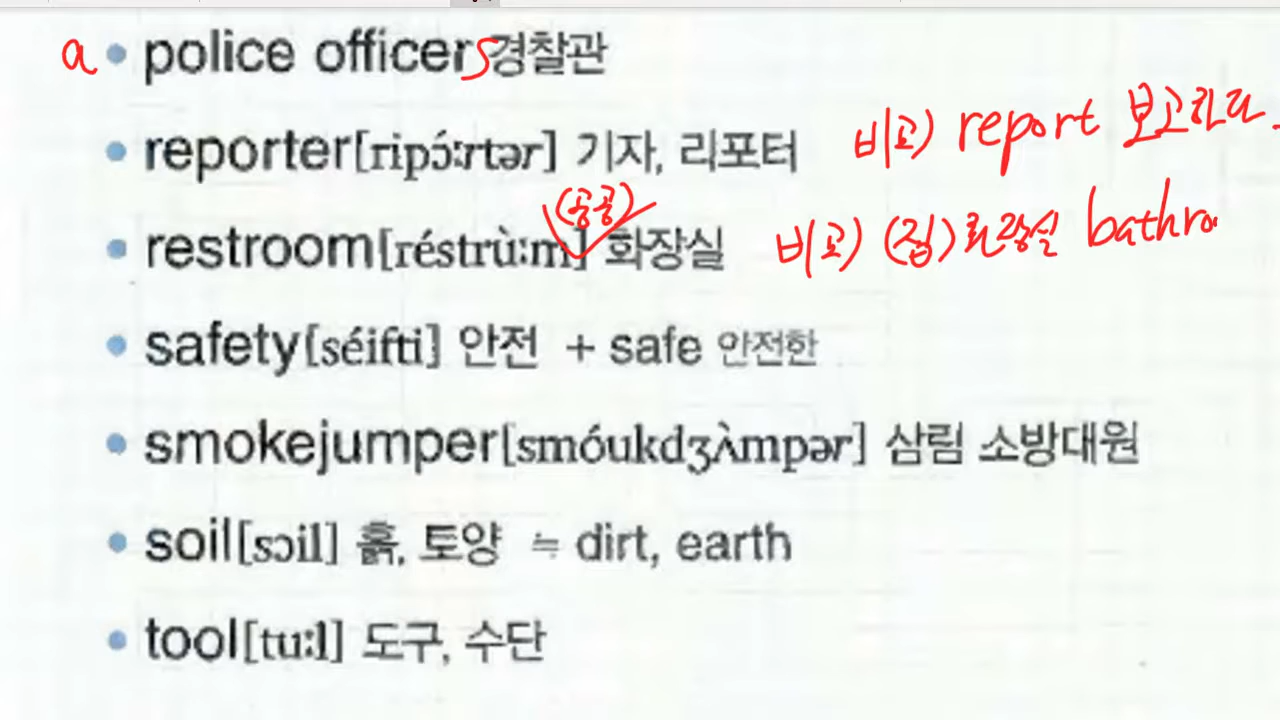 a • police officers 경찰관
• reporter[ripɔ́ːrtər] 기자, 리포터 비교) report 보고하다.
(공공)
• restroom[réstrùːm] 화장실 비교) (집)화장실 bathro
• safety[séifti] 안전 + safe 안전한
• smokejumper[smóukdʒʌ̀mpər] 삼림 소방대원
• soil[sɔil] 흙, 토양 ≒ dirt, earth
• tool[tuːl] 도구, 수단